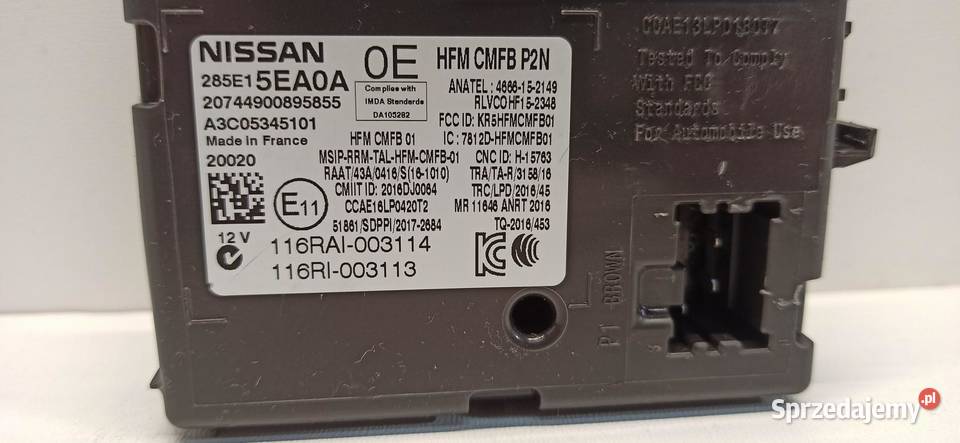 NISSAN
285E15EA0A
20744900895855
A3C05345101
Made in France
20020
12 V
OE
Complies with
IMDA Standards
DA105282
HFM CMFB P2N
ANATEL : 4666-15-2149
RLVCOHF15-2348
FCC ID: KR5HFMCMFB01
HFM CMFB 01 IC : 7812D-HFMCMFB01
MSIP-RRM-TAL-HFM-CMFB-01 CNC ID: H-15763
RAAT/43A/0416/S(16-1010) TRA/TA-R/3158/16
CMIIT ID: 2016DJ0064 TRC/LPD/2016/45
CCAE16LP0420T2 MR 11646 ANRT 2016
51861/SDPPI/2017-2684 TQ-2016/453
E11
116RAI-003114
116RI-003113
CCAE13LPD18037
Tested To Comply
With FCC
Standards
For Automobile Use
P1 BROWN
Sprzedajemy.pl